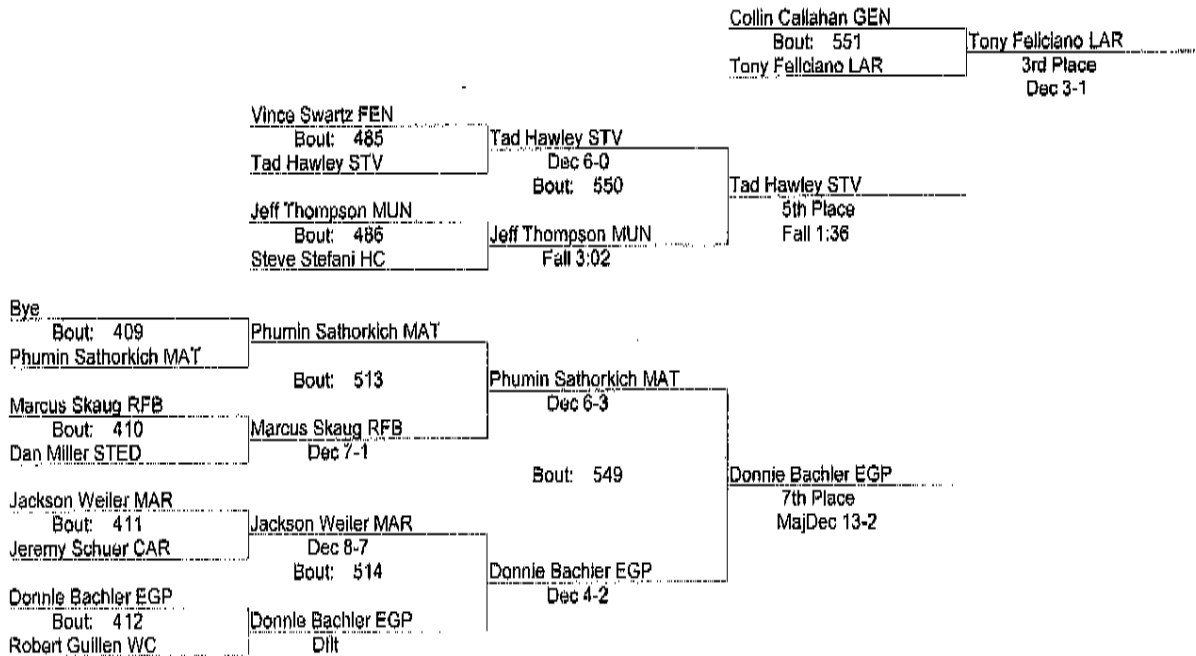 Collin Callahan GEN
Bout: 551
Tony Feliciano LAR
Tony Feliciano LAR
3rd Place
Dec 3-1
Vince Swartz FEN
Bout: 485
Tad Hawley STV
Tad Hawley STV
Dec 6-0
Bout: 550
Tad Hawley STV
5th Place
Fall 1:36
Jeff Thompson MUN
Bout: 486
Steve Stefani HC
Jeff Thompson MUN
Fall 3:02
Bye
Bout: 409
Phumin Sathorkich MAT
Phumin Sathorkich MAT
Bout: 513
Phumin Sathorkich MAT
Dec 6-3
Marcus Skaug RFB
Bout: 410
Dan Miller STED
Marcus Skaug RFB
Dec 7-1
Bout: 549
Donnie Bachler EGP
7th Place
MajDec 13-2
Jackson Weiler MAR
Bout: 411
Jeremy Schuer CAR
Jackson Weiler MAR
Dec 8-7
Bout: 514
Donnie Bachler EGP
Dec 4-2
Donnie Bachler EGP
Bout: 412
Robert Guillen WC
Donnie Bachler EGP
Dflt